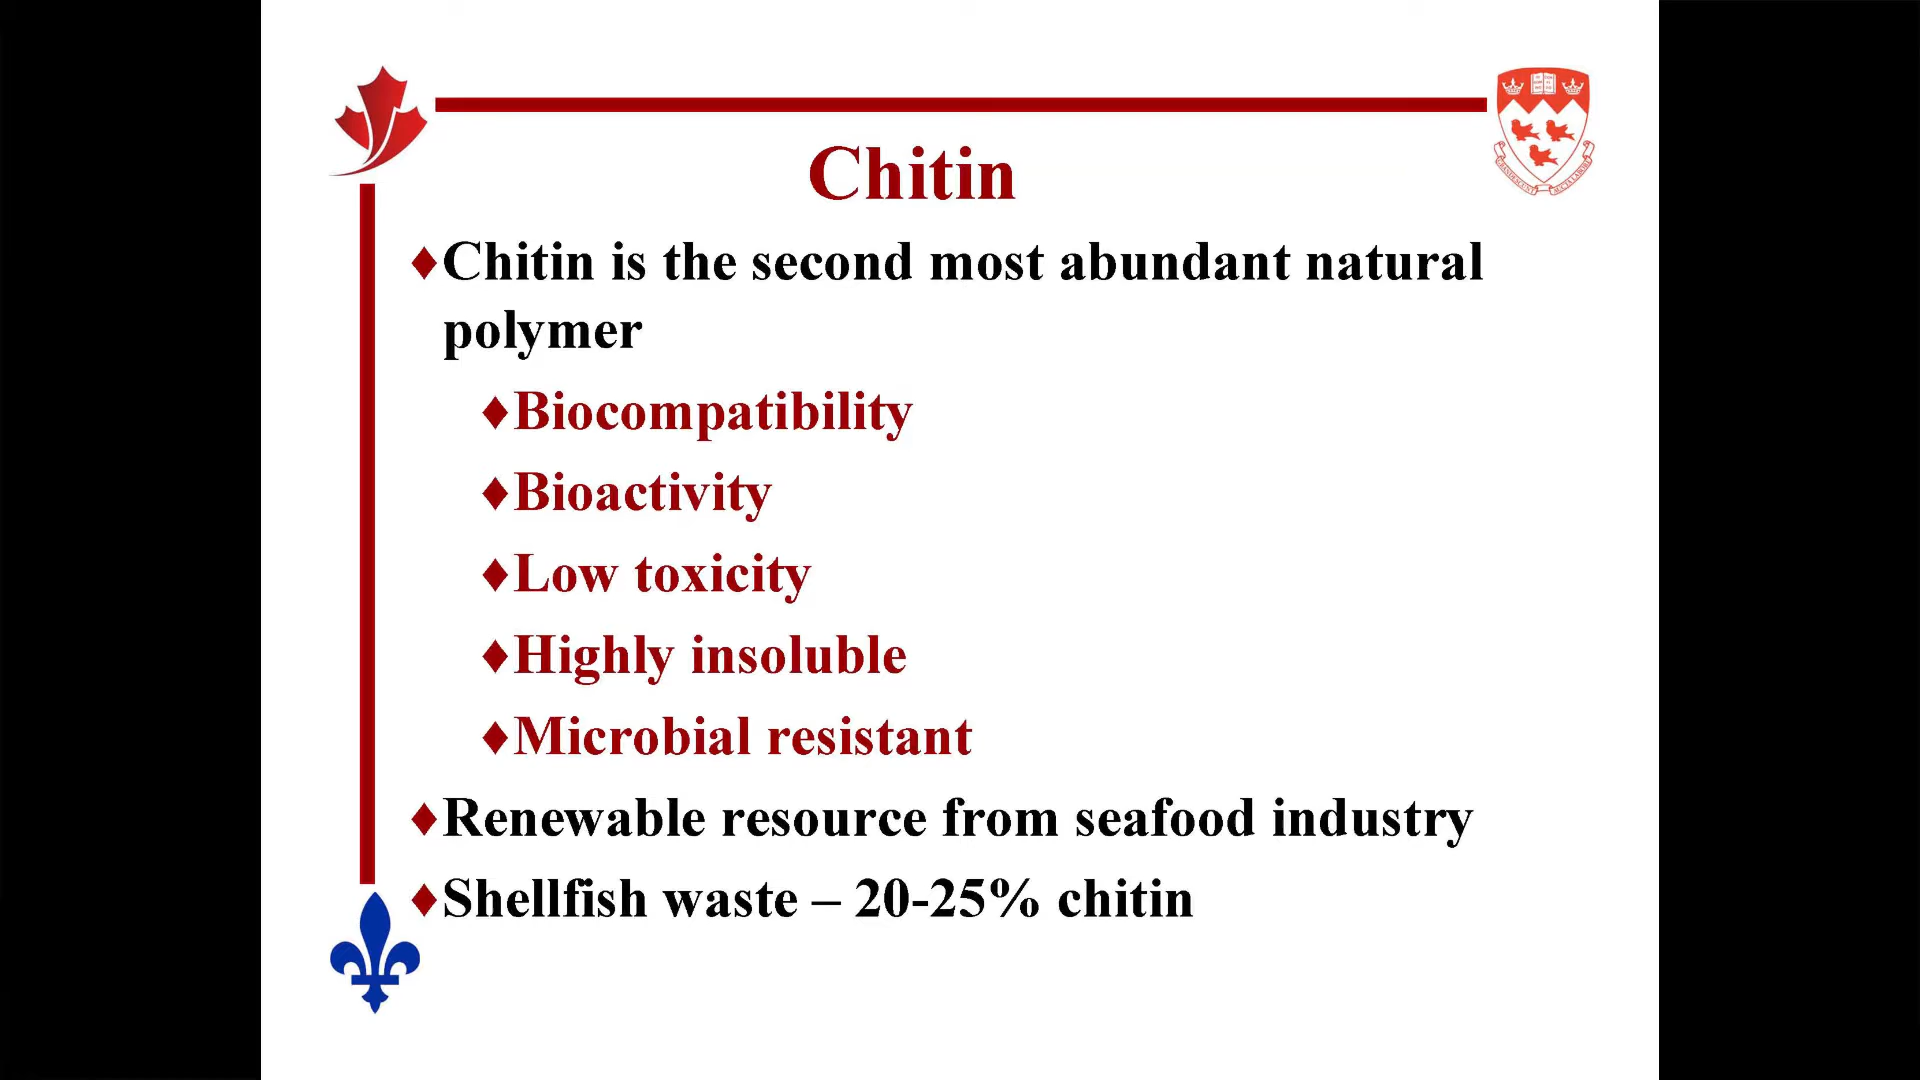 Chitin
♦Chitin is the second most abundant natural
polymer
♦Biocompatibility
♦Bioactivity
♦Low toxicity
♦Highly insoluble
♦Microbial resistant
♦Renewable resource from seafood industry
♦Shellfish waste – 20-25% chitin